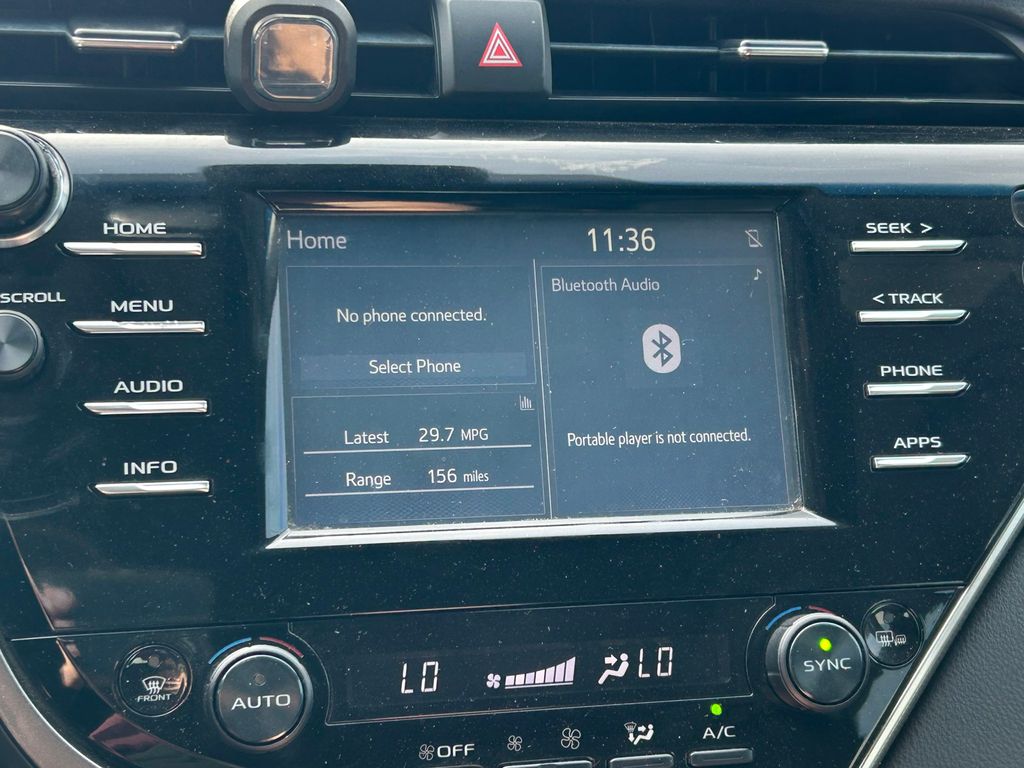 HOME
SCROLL
MENU
AUDIO
INFO
Home 11:36
No phone connected.
Select Phone
Latest 29.7 MPG
Range 156 miles
Bluetooth Audio
Portable player is not connected.
SEEK >
< TRACK
PHONE
APPS
FRONT
AUTO
LO
LO
SYNC
OFF
A/C